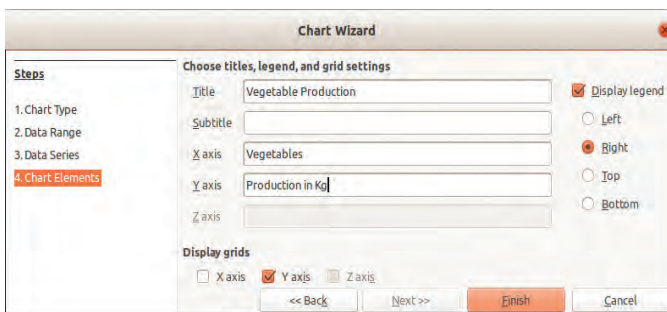 Chart Wizard
Steps
1. Chart Type
2. Data Range
3. Data Series
4. Chart Elements
Choose titles, legend, and grid settings
Title Vegetable Production
Subtitle
X axis Vegetables
Y axis Production in Kg
Z axis
Display legend
Left
Right
Top
Bottom
Display grids
X axis Y axis Z axis
<< Back Next >> Finish Cancel